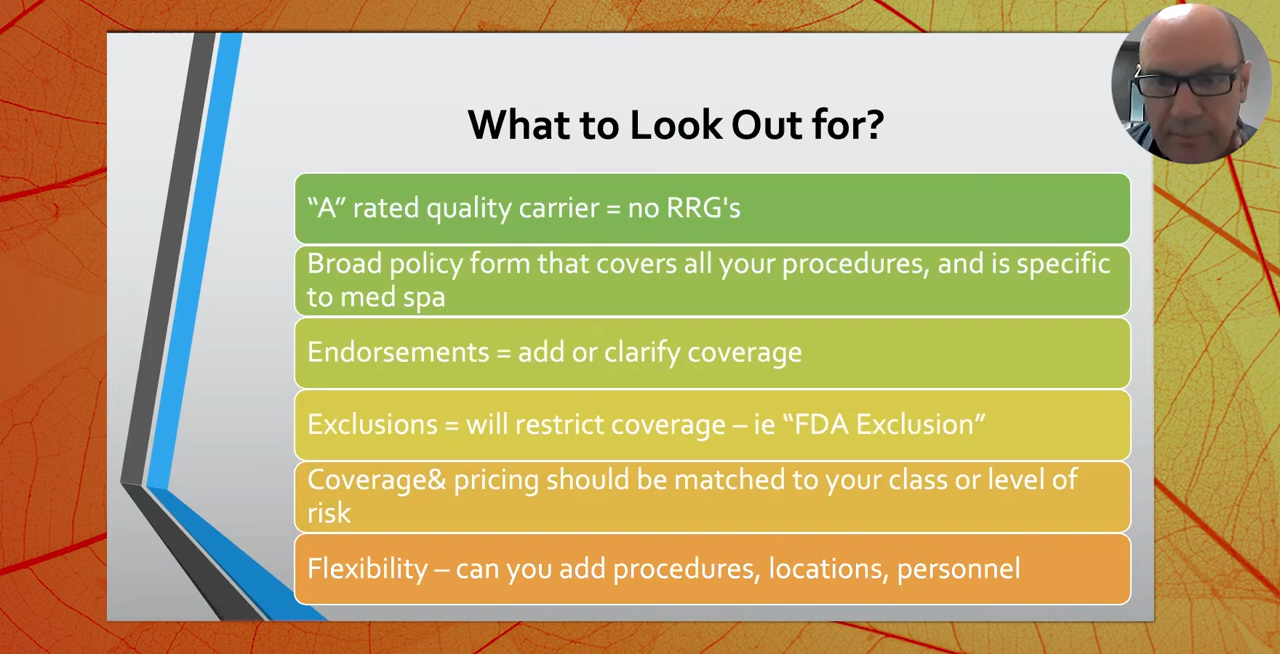 What to Look Out for?
“A” rated quality carrier = no RRG's
Broad policy form that covers all your procedures, and is specific
to med spa
Endorsements = add or clarify coverage
Exclusions = will restrict coverage – ie “FDA Exclusion”
Coverage& pricing should be matched to your class or level of
risk
Flexibility – can you add procedures, locations, personnel